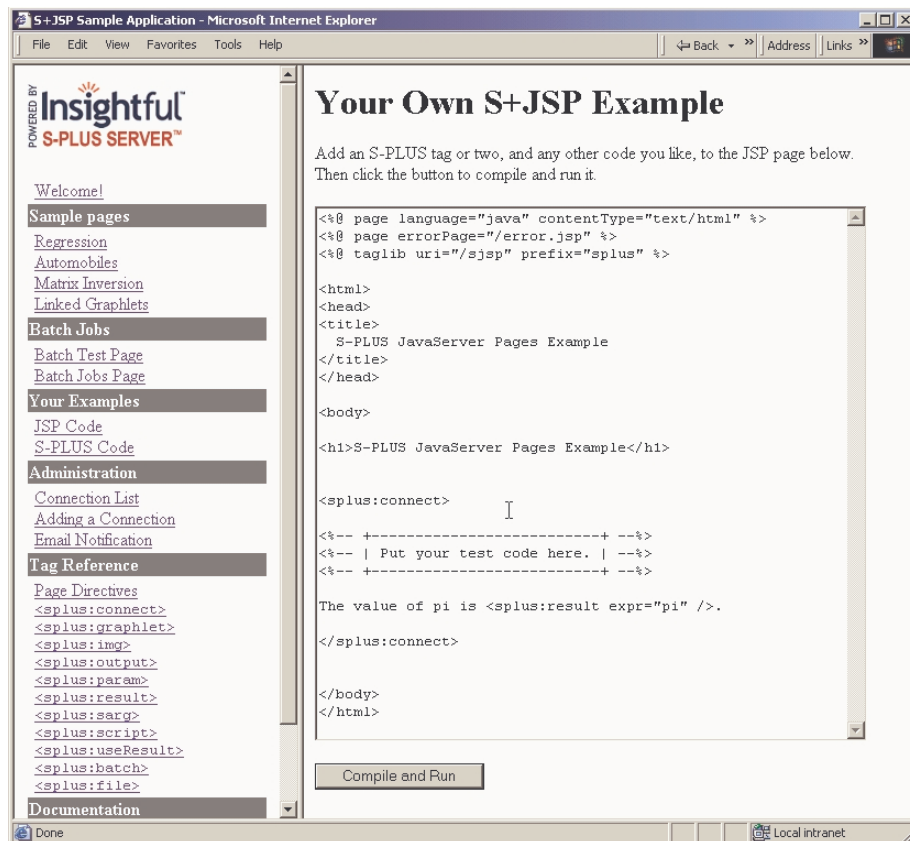 S+JSP Sample Application - Microsoft Internet Explorer
File Edit View Favorites Tools Help
Back » Address Links »
POWERED BY
Insightful
S-PLUS SERVER™
Welcome!
Sample pages
Regression
Automobiles
Matrix Inversion
Linked Graphlets
Batch Jobs
Batch Test Page
Batch Jobs Page
Your Examples
JSP Code
S-PLUS Code
Administration
Connection List
Adding a Connection
Email Notification
Tag Reference
Page Directives
<splus:connect>
<splus:graphlet>
<splus:img>
<splus:output>
<splus:param>
<splus:result>
<splus:sarg>
<splus:script>
<splus:useResult>
<splus:batch>
<splus:file>
Documentation
Your Own S+JSP Example
Add an S-PLUS tag or two, and any other code you like, to the JSP page below.
Then click the button to compile and run it.
<%@ page language="java" contentType="text/html" %>
<%@ page errorPage="/error.jsp" %>
<%@ taglib uri="/sjsp" prefix="splus" %>
<html>
<head>
<title>
S-PLUS JavaServer Pages Example
</title>
</head>
<body>
<h1>S-PLUS JavaServer Pages Example</h1>
<splus:connect>
<%-- +--------------------------+ --%>
<%-- | Put your test code here. | --%>
<%-- +--------------------------+ --%>
The value of pi is <splus:result expr="pi" />.
</splus:connect>
</body>
</html>
Compile and Run
Done
Local intranet